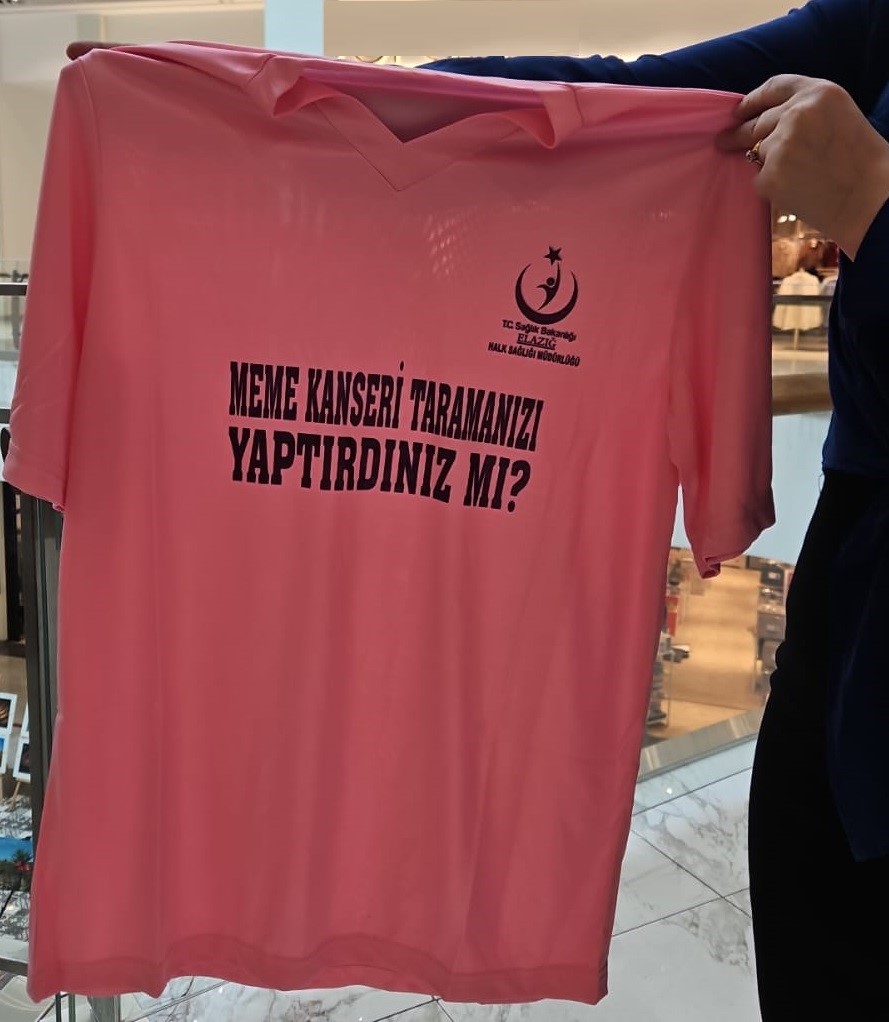 T.C. Sağlık Bakanlığı
ELAZIĞ
HALK SAĞLIĞI MÜDÜRLÜĞÜ
MEME KANSERİ TARAMANIZI
YAPTIRDINIZ MI?